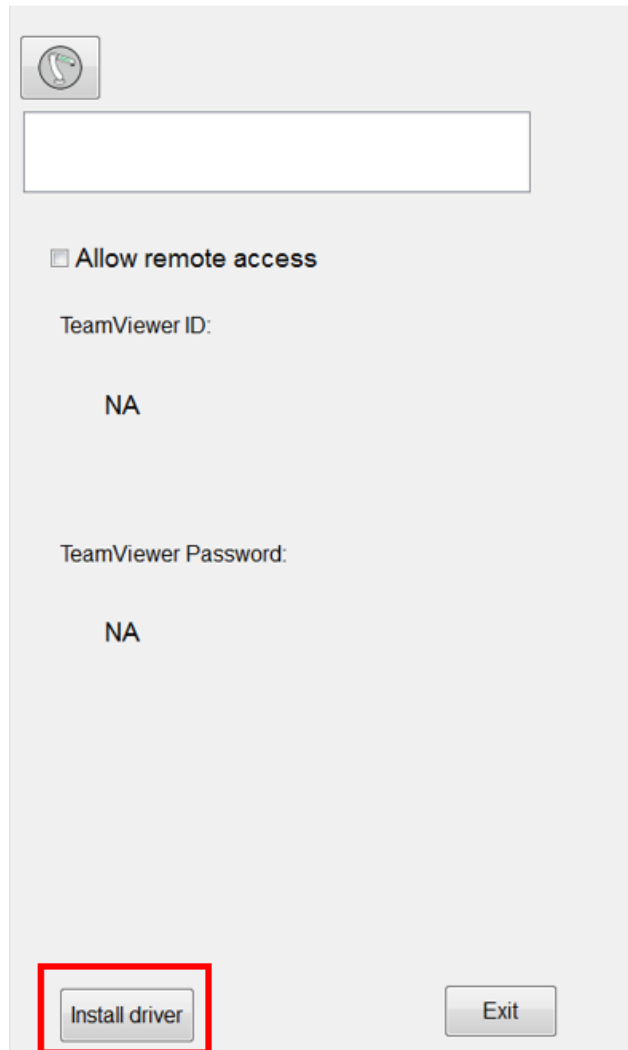 Allow remote access
TeamViewer ID:
NA
TeamViewer Password:
NA
Install driver
Exit